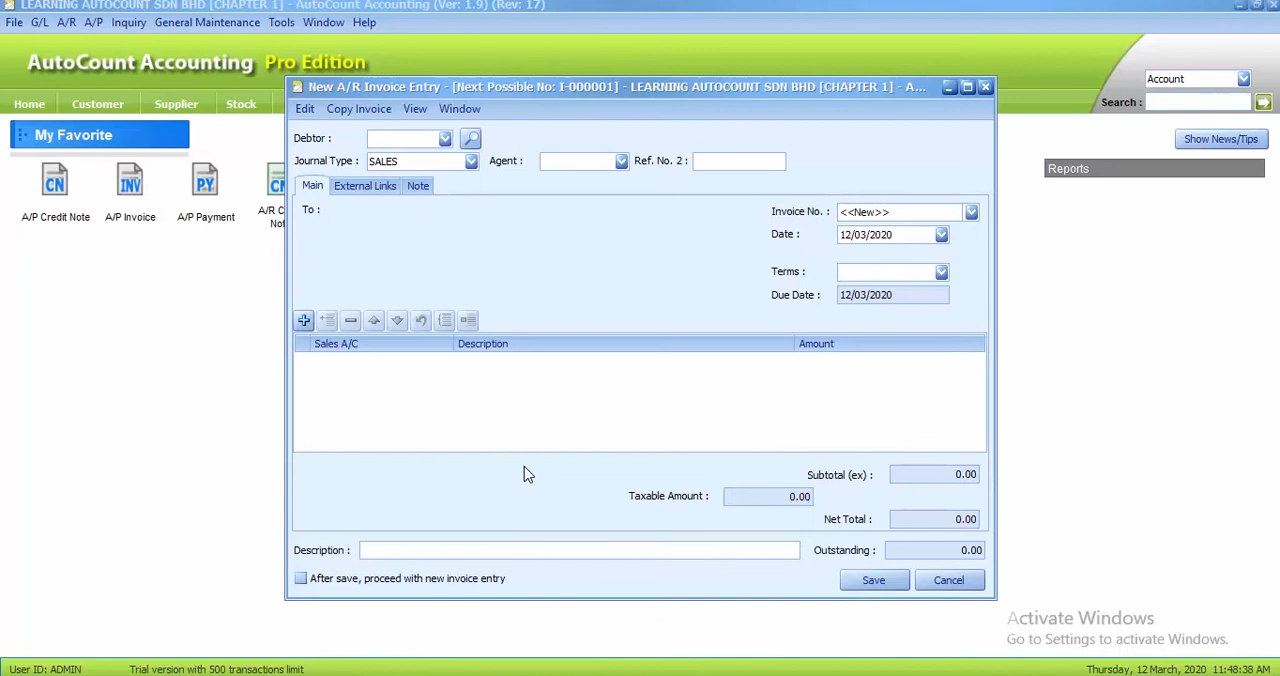 LEARNING AUTOCOUNT SDN BHD [CHAPTER 1] - AutoCount Accounting (Ver: 1.9) (Rev: 17)
File G/L A/R A/P Inquiry General Maintenance Tools Window Help
AutoCount Accounting Pro Edition
Account
Search :
Home Customer Supplier Stock
My Favorite
Show News/Tips
Reports
CN INV PY CN
A/P Credit Note A/P Invoice A/P Payment A/R C
Not
New A/R Invoice Entry - [Next Possible No: I-000001] - LEARNING AUTOCOUNT SDN BHD [CHAPTER 1] - A...
Edit Copy Invoice View Window
Debtor :
Journal Type : SALES Agent : Ref. No. 2 :
Main External Links Note
To : Invoice No. : <<New>>
Date : 12/03/2020
Terms :
Due Date : 12/03/2020
Sales A/C Description Amount
Subtotal (ex) : 0.00
Taxable Amount : 0.00
Net Total : 0.00
Description : Outstanding : 0.00
After save, proceed with new invoice entry Save Cancel
Activate Windows
Go to Settings to activate Windows.
User ID: ADMIN Trial version with 500 transactions limit Thursday, 12 March, 2020 11:48:38 AM